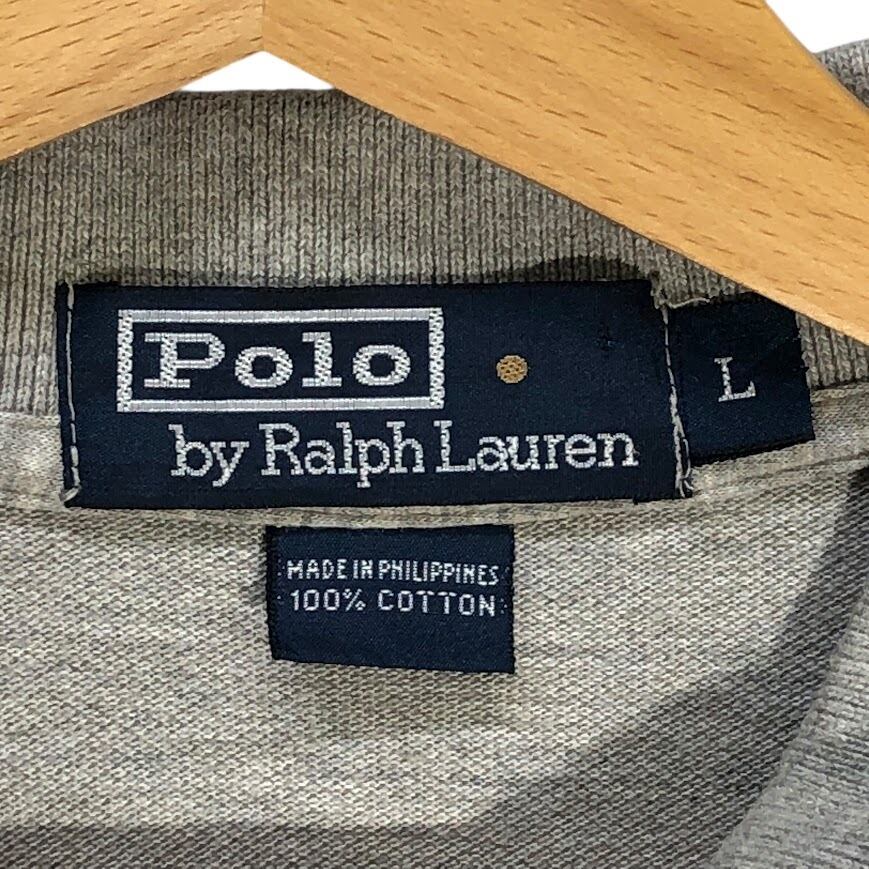 Polo
by Ralph Lauren
L
MADE IN PHILIPPINES
100% COTTON